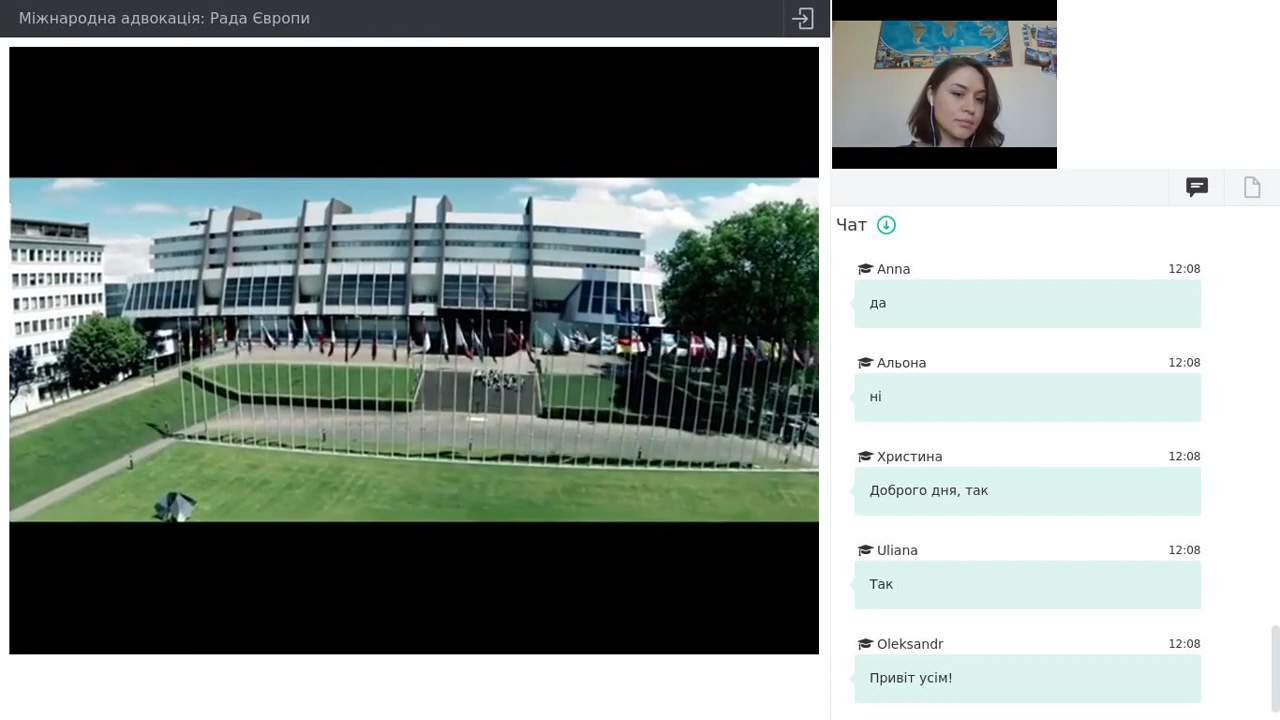 Міжнародна адвокація: Рада Європи
Чат
Anna 12:08
да
Альона 12:08
ні
Христина 12:08
Доброго дня, так
Uliana 12:08
Так
Oleksandr 12:08
Привіт усім!